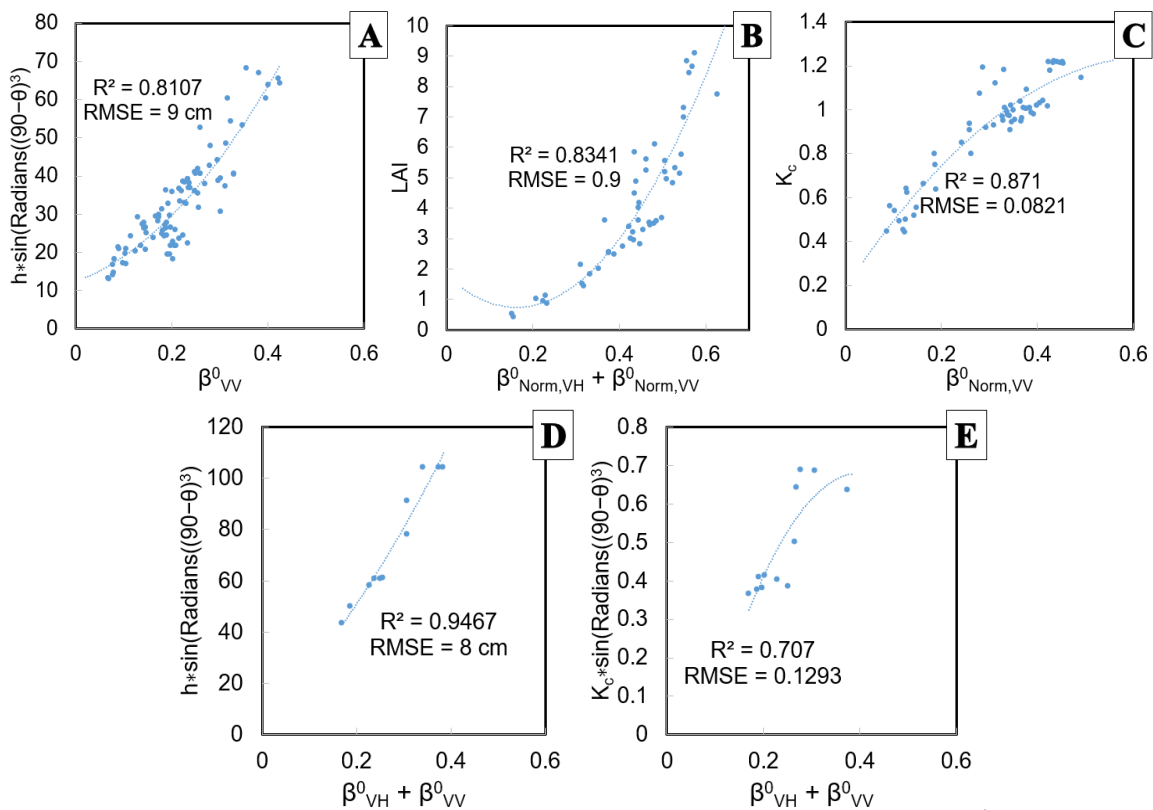 A
h*sin(Radians((90−θ)³)
80
70
60
50
40
30
20
10
0
R² = 0.8107
RMSE = 9 cm
0
0.2
0.4
0.6
β⁰VV
B
LAI
10
9
8
7
6
5
4
3
2
1
0
R² = 0.8341
RMSE = 0.9
0
0.2
0.4
0.6
β⁰Norm,VH + β⁰Norm,VV
C
Kc
1.4
1.2
1
0.8
0.6
0.4
0.2
0
R² = 0.871
RMSE = 0.0821
0
0.2
0.4
0.6
β⁰Norm,VV
D
h*sin(Radians((90−θ)³)
120
100
80
60
40
20
0
R² = 0.9467
RMSE = 8 cm
0
0.2
0.4
0.6
β⁰VH + β⁰VV
E
Kc*sin(Radians((90−θ)³)
0.8
0.7
0.6
0.5
0.4
0.3
0.2
0.1
0
R² = 0.707
RMSE = 0.1293
0
0.2
0.4
0.6
β⁰VH + β⁰VV